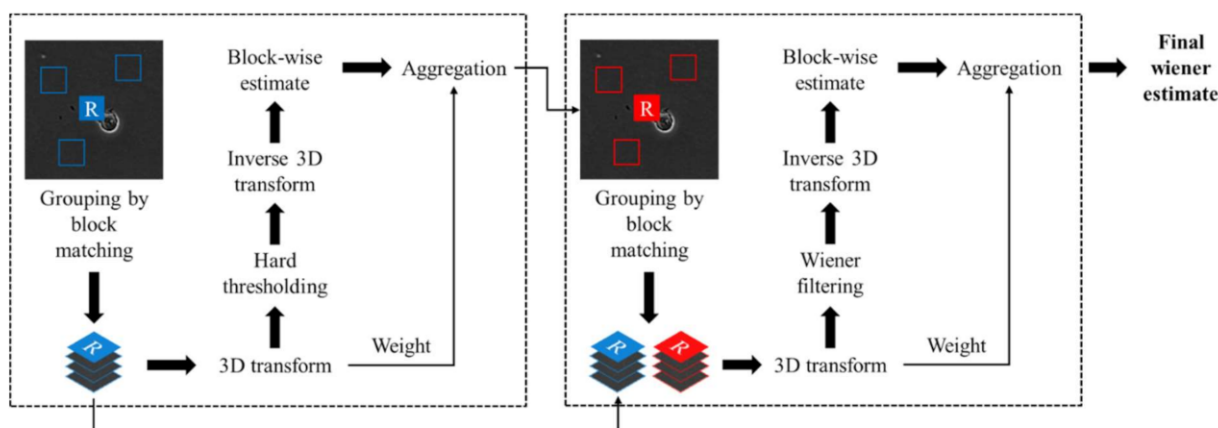 R
Grouping by
block
matching
R
Block-wise
estimate
Inverse 3D
transform
Hard
thresholding
3D transform
Weight
Aggregation
R
Grouping by
block
matching
R
R
Block-wise
estimate
Inverse 3D
transform
Wiener
filtering
3D transform
Weight
Aggregation
Final
wiener
estimate